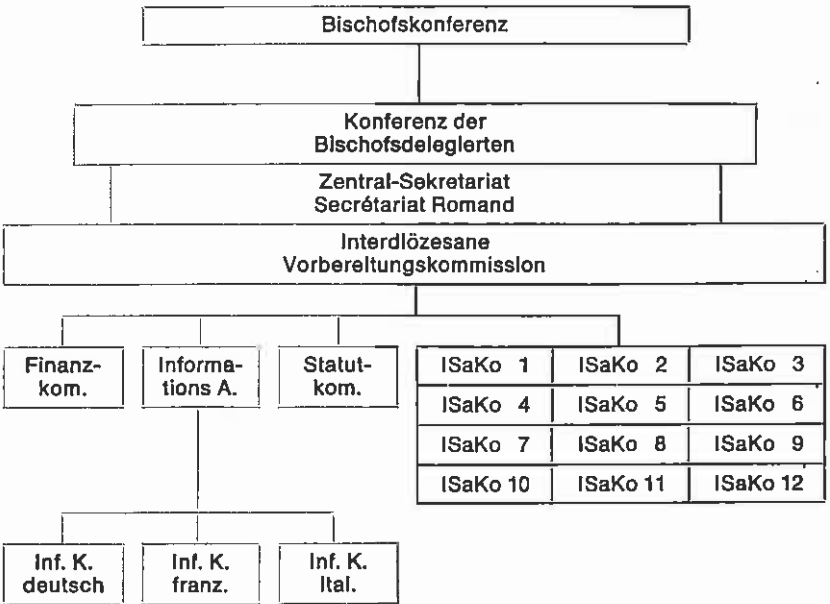 Bischofskonferenz
Konferenz der
Bischofsdelegierten
Zentral-Sekretariat
Secrétariat Romand
Interdiözesane
Vorbereitungskommission
Finanz-
kom.
Informa-
tions A.
Statut-
kom.
ISaKo 1 ISaKo 2 ISaKo 3
ISaKo 4 ISaKo 5 ISaKo 6
ISaKo 7 ISaKo 8 ISaKo 9
ISaKo 10 ISaKo 11 ISaKo 12
Inf. K.
deutsch
Inf. K.
franz.
Inf. K.
Ital.